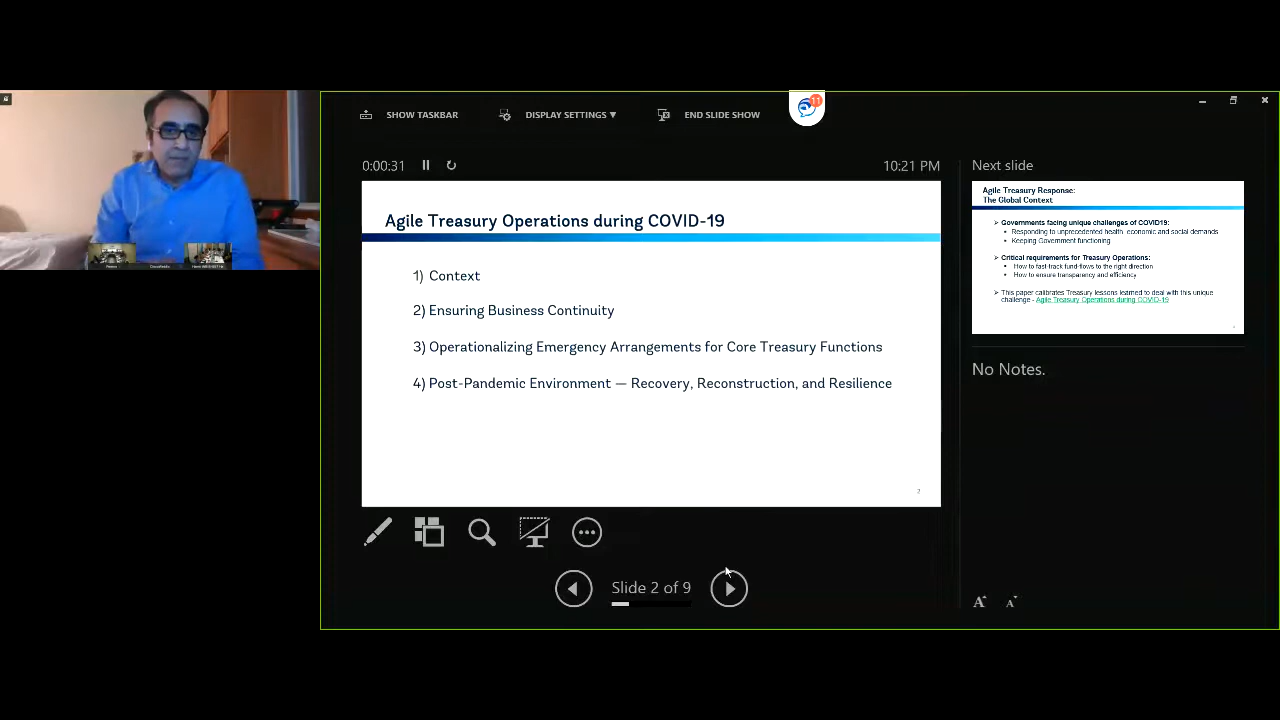 SHOW TASKBAR
DISPLAY SETTINGS ▼
END SLIDE SHOW
11
0:00:31
10:21 PM
Next slide
Agile Treasury Operations during COVID-19
1) Context
2) Ensuring Business Continuity
3) Operationalizing Emergency Arrangements for Core Treasury Functions
4) Post-Pandemic Environment — Recovery, Reconstruction, and Resilience
2
Agile Treasury Response:
The Global Context
➢ Governments facing unique challenges of COVID19:
• Responding to unprecedented health, economic and social demands
• Keeping Government functioning
➢ Critical requirements for Treasury Operations:
• How to fast-track fund-flows to the right direction
• How to ensure transparency and efficiency
➢ This paper calibrates Treasury lessons learned to deal with this unique
challenge - Agile Treasury Operations during COVID-19
No Notes.
Slide 2 of 9
A A